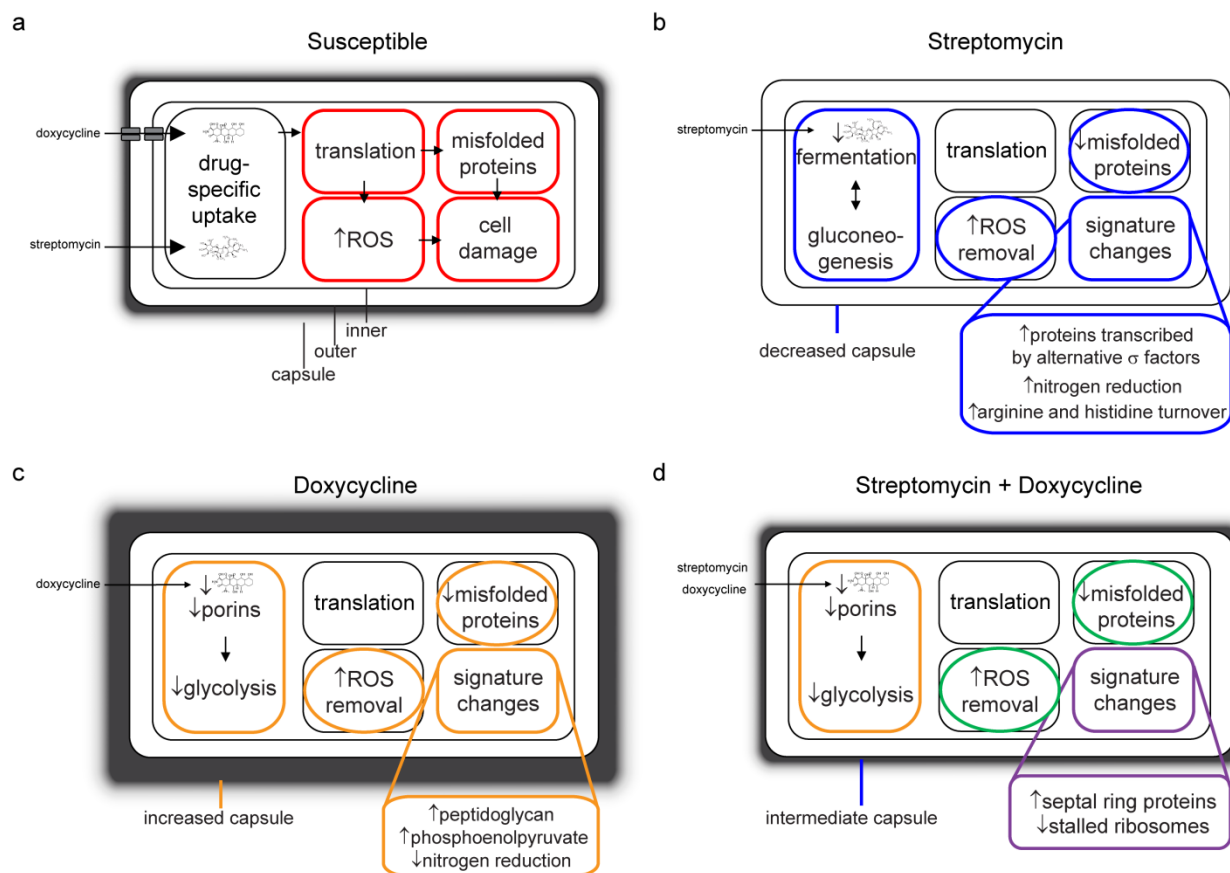 a
Susceptible
doxycycline
drug-
specific
uptake
streptomycin
translation
misfolded
proteins
↑ROS
cell
damage
inner
outer
capsule
b
Streptomycin
streptomycin
↓
fermentation
gluconeo-
genesis
translation
↓misfolded
proteins
↑ROS
removal
signature
changes
decreased capsule
↑proteins transcribed
by alternative σ factors
↑nitrogen reduction
↑arginine and histidine turnover
c
Doxycycline
doxycycline
↓
↓porins
↓glycolysis
translation
↓misfolded
proteins
↑ROS
removal
signature
changes
increased capsule
↑peptidoglycan
↑phosphoenolpyruvate
↓nitrogen reduction
d
Streptomycin + Doxycycline
streptomycin
doxycycline
↓
↓porins
↓glycolysis
translation
↓misfolded
proteins
↑ROS
removal
signature
changes
intermediate capsule
↑septal ring proteins
↓stalled ribosomes